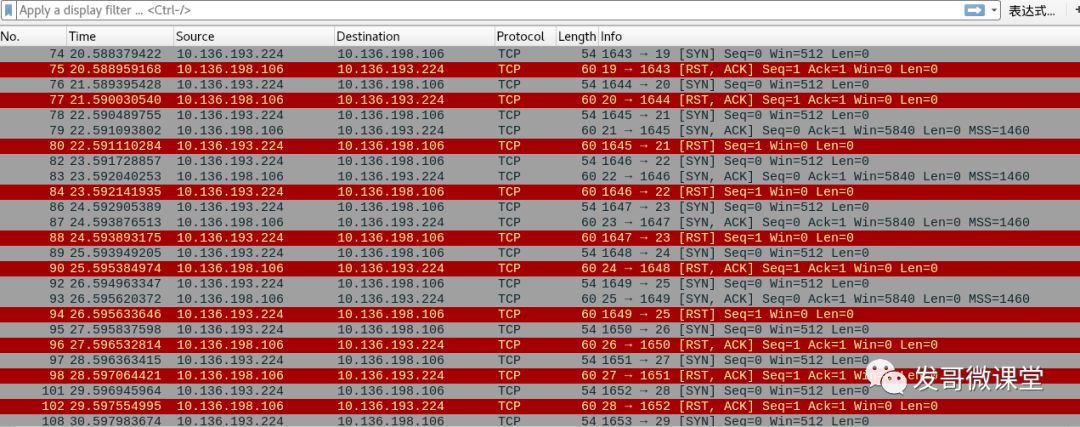 Apply a display filter ... <Ctrl-/> 表达式...
No. Time Source Destination Protocol Length Info
74 20.588379422 10.136.193.224 10.136.198.106 TCP 54 1643 → 19 [SYN] Seq=0 Win=512 Len=0
75 20.588959168 10.136.198.106 10.136.193.224 TCP 60 19 → 1643 [RST, ACK] Seq=1 Ack=1 Win=0 Len=0
76 21.589395428 10.136.193.224 10.136.198.106 TCP 54 1644 → 20 [SYN] Seq=0 Win=512 Len=0
77 21.590030540 10.136.198.106 10.136.193.224 TCP 60 20 → 1644 [RST, ACK] Seq=1 Ack=1 Win=0 Len=0
78 22.590489755 10.136.193.224 10.136.198.106 TCP 54 1645 → 21 [SYN] Seq=0 Win=512 Len=0
79 22.591093802 10.136.198.106 10.136.193.224 TCP 60 21 → 1645 [SYN, ACK] Seq=0 Ack=1 Win=5840 Len=0 MSS=1460
80 22.591110284 10.136.193.224 10.136.198.106 TCP 60 1645 → 21 [RST] Seq=1 Win=0 Len=0
82 23.591728857 10.136.193.224 10.136.198.106 TCP 54 1646 → 22 [SYN] Seq=0 Win=512 Len=0
83 23.592040253 10.136.198.106 10.136.193.224 TCP 60 22 → 1646 [SYN, ACK] Seq=0 Ack=1 Win=5840 Len=0 MSS=1460
84 23.592141935 10.136.193.224 10.136.198.106 TCP 60 1646 → 22 [RST] Seq=1 Win=0 Len=0
86 24.592905389 10.136.193.224 10.136.198.106 TCP 54 1647 → 23 [SYN] Seq=0 Win=512 Len=0
87 24.593876513 10.136.198.106 10.136.193.224 TCP 60 23 → 1647 [SYN, ACK] Seq=0 Ack=1 Win=5840 Len=0 MSS=1460
88 24.593893175 10.136.193.224 10.136.198.106 TCP 60 1647 → 23 [RST] Seq=1 Win=0 Len=0
89 25.593949205 10.136.193.224 10.136.198.106 TCP 54 1648 → 24 [SYN] Seq=0 Win=512 Len=0
90 25.595384974 10.136.198.106 10.136.193.224 TCP 60 24 → 1648 [RST, ACK] Seq=1 Ack=1 Win=0 Len=0
92 26.594963347 10.136.193.224 10.136.198.106 TCP 54 1649 → 25 [SYN] Seq=0 Win=512 Len=0
93 26.595620372 10.136.198.106 10.136.193.224 TCP 60 25 → 1649 [SYN, ACK] Seq=0 Ack=1 Win=5840 Len=0 MSS=1460
94 26.595633646 10.136.193.224 10.136.198.106 TCP 60 1649 → 25 [RST] Seq=1 Win=0 Len=0
95 27.595837598 10.136.193.224 10.136.198.106 TCP 54 1650 → 26 [SYN] Seq=0 Win=512 Len=0
96 27.596532814 10.136.198.106 10.136.193.224 TCP 60 26 → 1650 [RST, ACK] Seq=1 Ack=1 Win=0 Len=0
97 28.596363415 10.136.193.224 10.136.198.106 TCP 54 1651 → 27 [SYN] Seq=0 Win=512 Len=0
98 28.597064421 10.136.198.106 10.136.193.224 TCP 60 27 → 1651 [RST, ACK] Seq=1 Ack=1 Len=0
101 29.596945964 10.136.193.224 10.136.198.106 TCP 54 1652 → 28 [SYN] Seq=0 Win=512 Len=0
102 29.597554995 10.136.198.106 10.136.193.224 TCP 60 28 → 1652 [RST, ACK] Seq=1 Ack=1 Win=0 Len=0
108 30.597983674 10.136.193.224 10.136.198.106 TCP 54 1653 → 29 [SYN] Seq=0 Win=512 Len=0
发哥微课堂